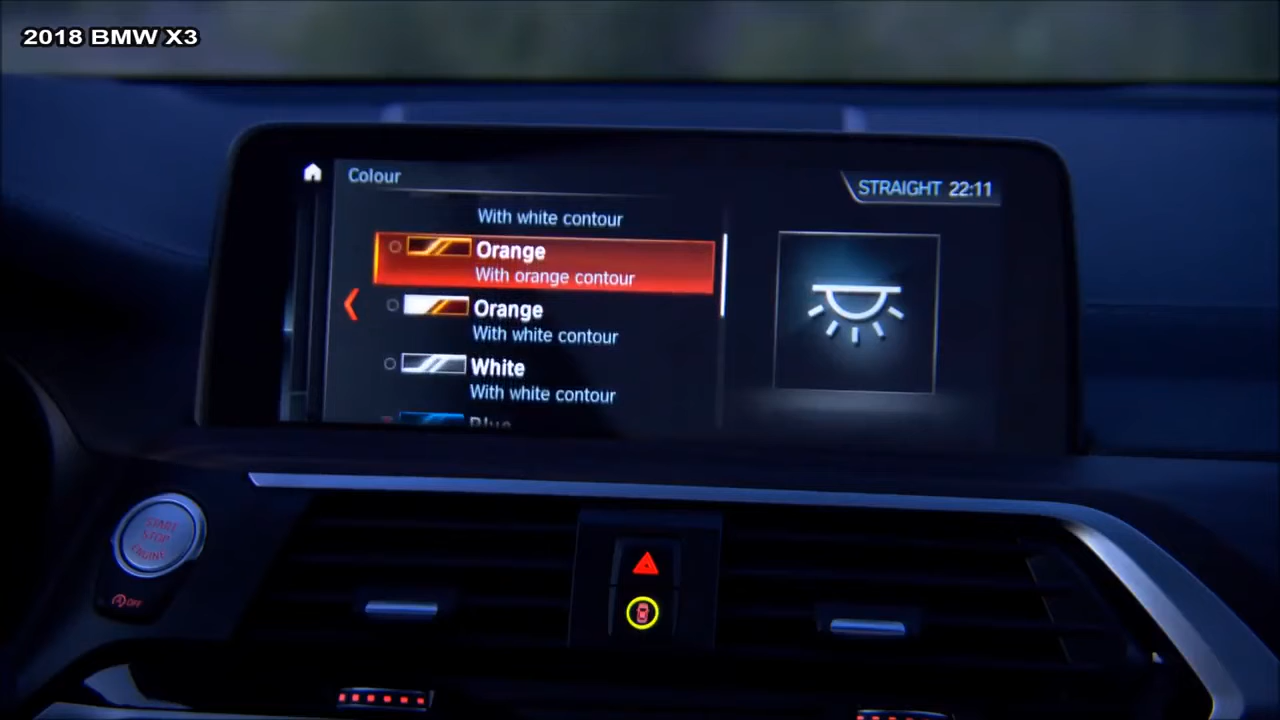 2018 BMW X3
Colour
STRAIGHT 22:11
With white contour
Orange
With orange contour
Orange
With white contour
White
With white contour
Blue
START
STOP
ENGINE
OFF